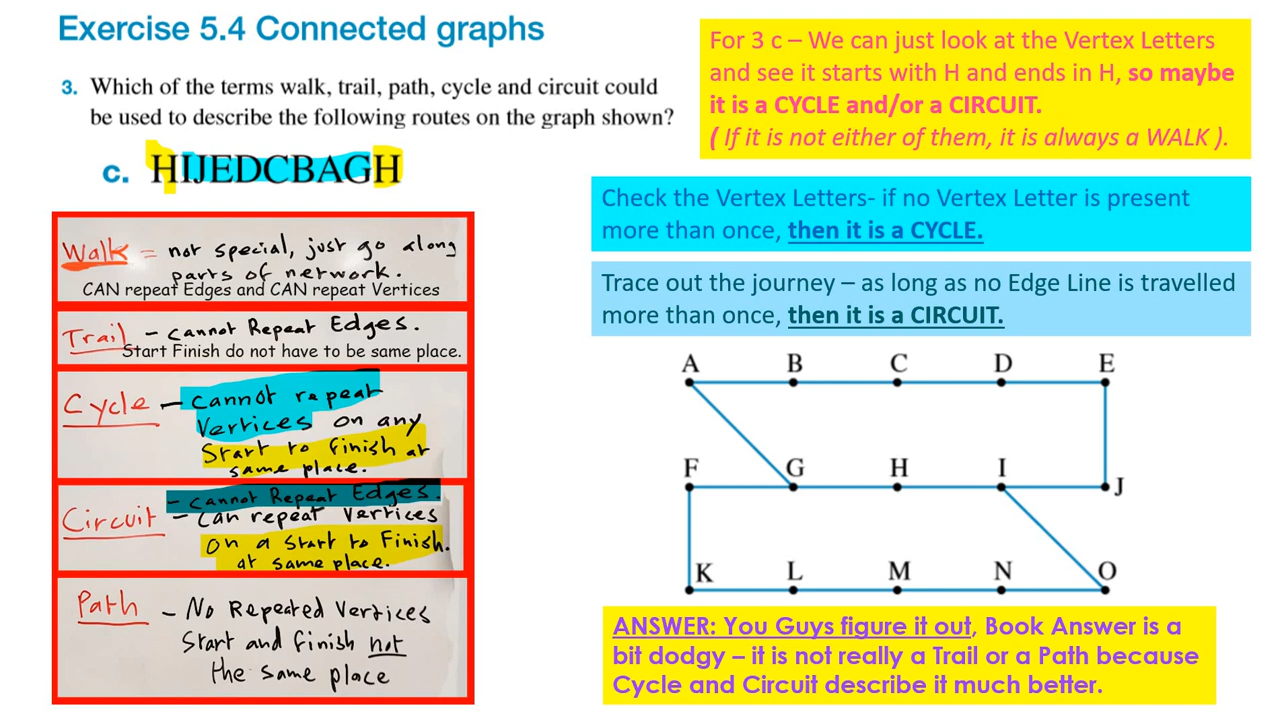 Exercise 5.4 Connected graphs
3. Which of the terms walk, trail, path, cycle and circuit could
be used to describe the following routes on the graph shown?
c. HIJEDCBAGH
For 3 c – We can just look at the Vertex Letters
and see it starts with H and ends in H, so maybe
it is a CYCLE and/or a CIRCUIT.
( If it is not either of them, it is always a WALK ).
Check the Vertex Letters- if no Vertex Letter is present
more than once, then it is a CYCLE.
Trace out the journey – as long as no Edge Line is travelled
more than once, then it is a CIRCUIT.
Walk = not special, just go along
parts of network.
CAN repeat Edges and CAN repeat Vertices
Trail - Cannot Repeat Edges.
Start Finish do not have to be same place.
Cycle - Cannot repeat
Vertices on any
Start to Finish at
same place.
Circuit - Cannot Repeat Edges.
- Can repeat Vertices
on a Start to Finish.
at same place.
Path - No Repeated Vertices
Start and Finish not
the same place
A B C D E
F G H I J
K L M N O
ANSWER: You Guys figure it out, Book Answer is a
bit dodgy – it is not really a Trail or a Path because
Cycle and Circuit describe it much better.